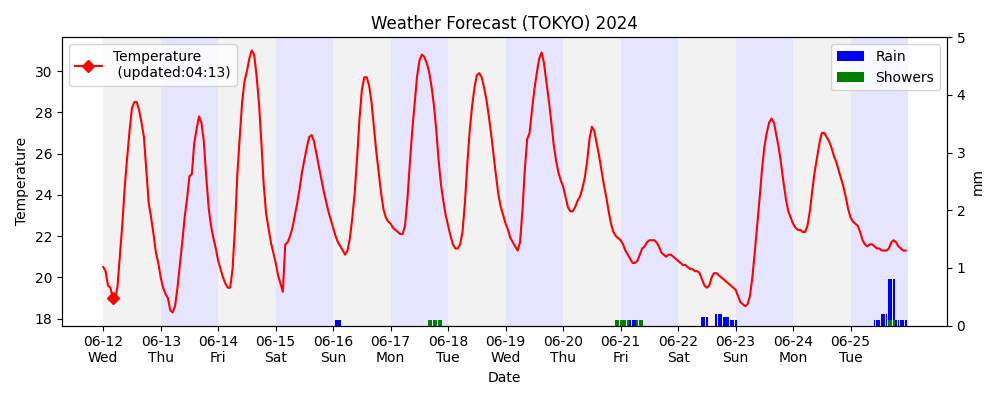 Weather Forecast (TOKYO) 2024
Temperature
(updated:04:13)
Rain
Showers
Temperature
30
28
26
24
22
20
18
5
4
3
2
1
0
mm
06-12 06-13 06-14 06-15 06-16 06-17 06-18 06-19 06-20 06-21 06-22 06-23 06-24 06-25
Wed Thu Fri Sat Sun Mon Tue Wed Thu Fri Sat Sun Mon Tue
Date